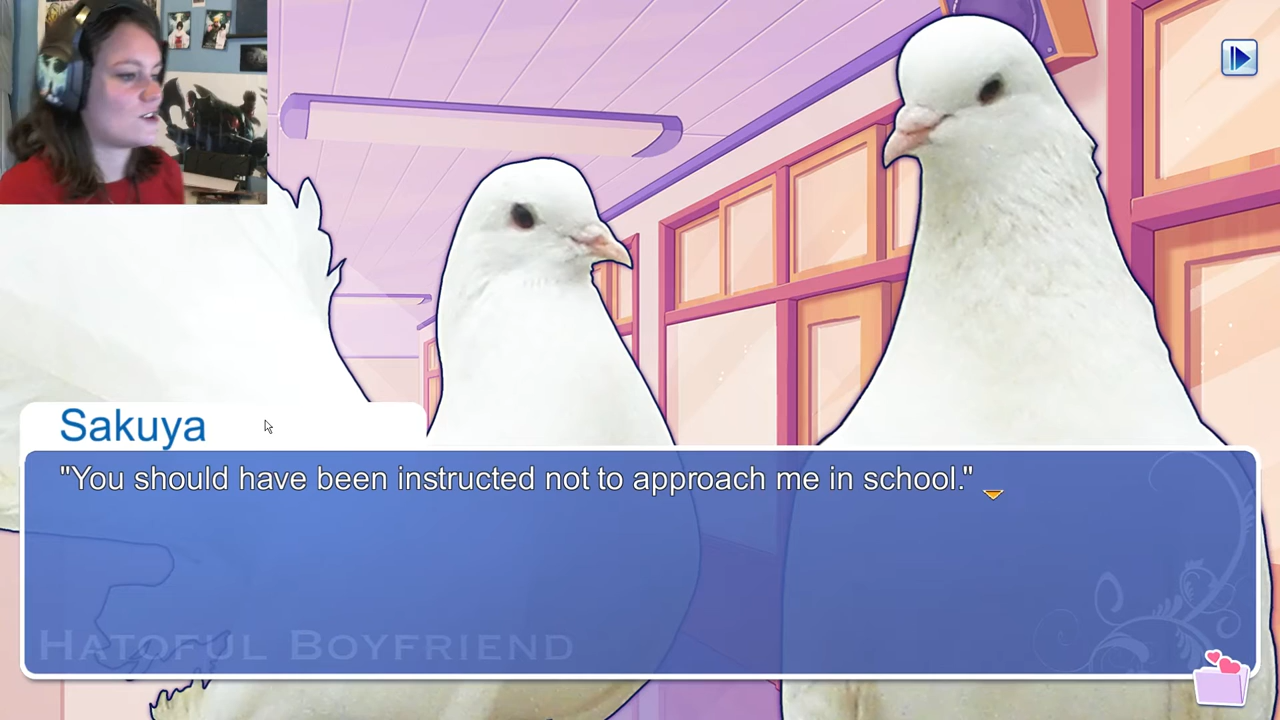 Sakuya
"You should have been instructed not to approach me in school."
HATOFUL BOYFRIEND